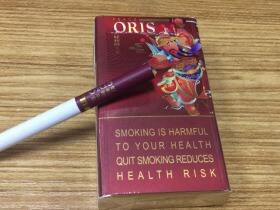 ORIS
SMOKING IS HARMFUL
TO YOUR HEALTH
QUIT SMOKING REDUCES
HEALTH RISK